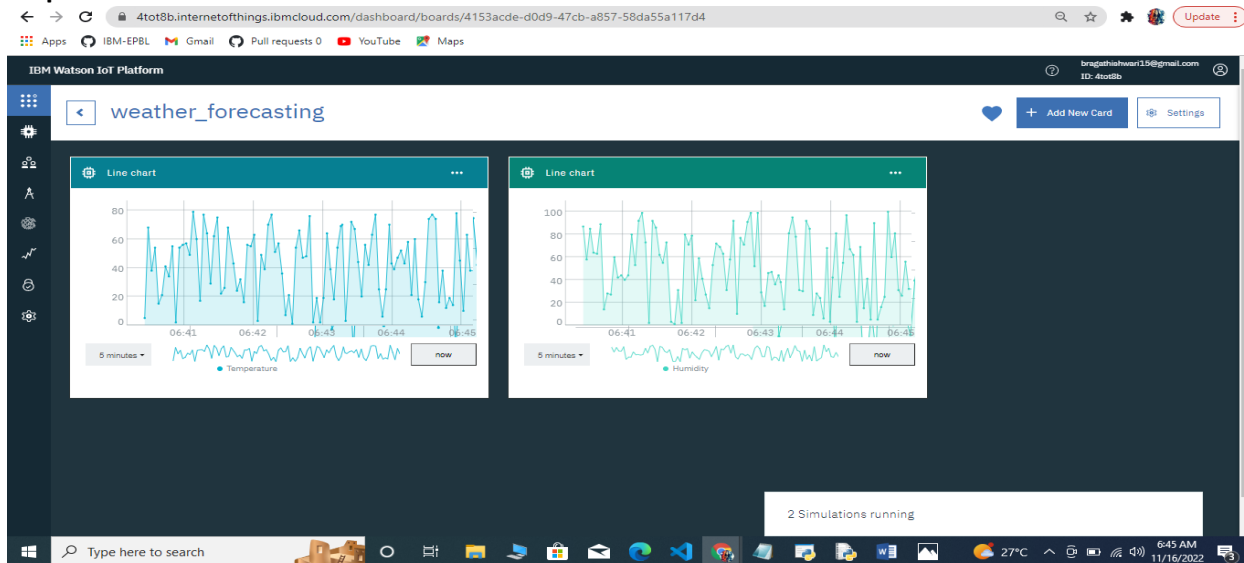 4tot8b.internetofthings.ibmcloud.com/dashboard/boards/4153acde-d0d9-47cb-a857-58da55a117d4
Update
Apps IBM-EPBL Gmail Pull requests 0 YouTube Maps
IBM Watson IoT Platform
bragathishwari15@gmail.com
ID: 4tot8b
weather_forecasting
+ Add New Card
Settings
Line chart
80
60
40
20
0
06:41 06:42 06:43 06:44 06:45
5 minutes
now
Temperature
Line chart
100
80
60
40
20
0
06:41 06:42 06:43 06:44 06:45
5 minutes
now
Humidity
2 Simulations running
Type here to search
27°C
6:45 AM
11/16/2022
3